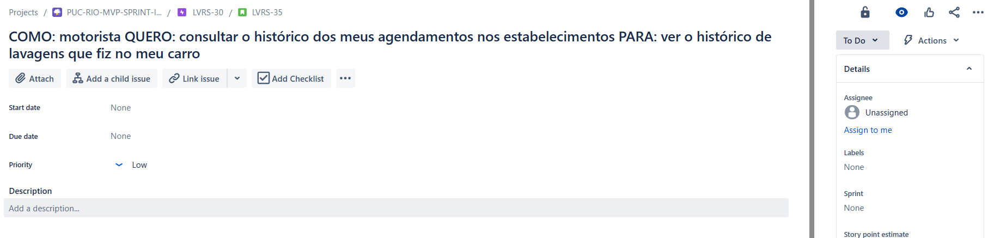 Projects / PUC-RIO-MVP-SPRINT-I... / LVRS-30 / LVRS-35
COMO: motorista QUERO: consultar o histórico dos meus agendamentos nos estabelecimentos PARA: ver o histórico de
lavagens que fiz no meu carro
Attach Add a child issue Link issue Add Checklist
Start date None
Due date None
Priority Low
Description
Add a description...
To Do Actions
Details
Assignee
Unassigned
Assign to me
Labels
None
Sprint
None
Story point estimate